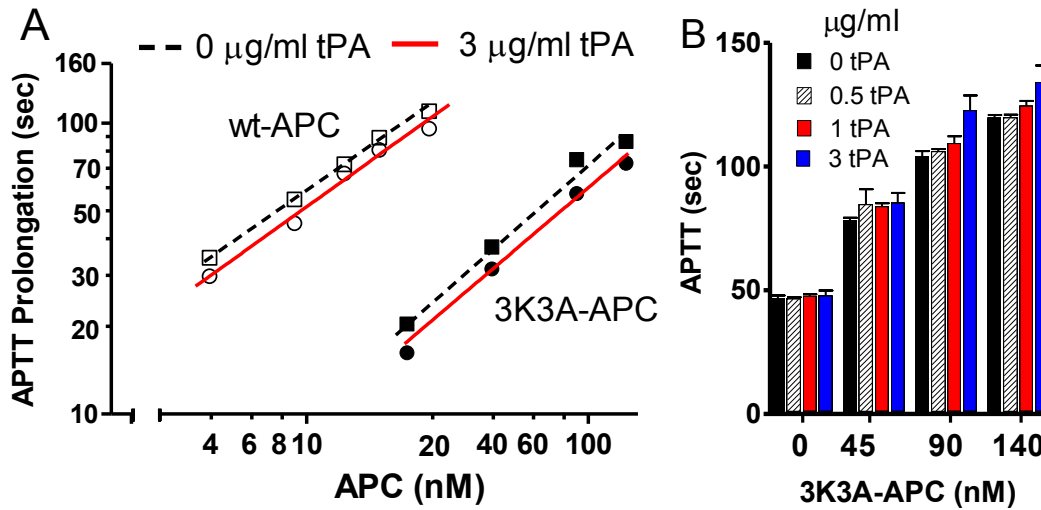 A
0 μg/ml tPA
3 μg/ml tPA
APTT Prolongation (sec)
160
100
70
50
30
20
10
wt-APC
3K3A-APC
4 6 8 10 20 40 60 100
APC (nM)
B
μg/ml
0 tPA
0.5 tPA
1 tPA
3 tPA
APTT (sec)
150
100
50
0
0 45 90 140
3K3A-APC (nM)